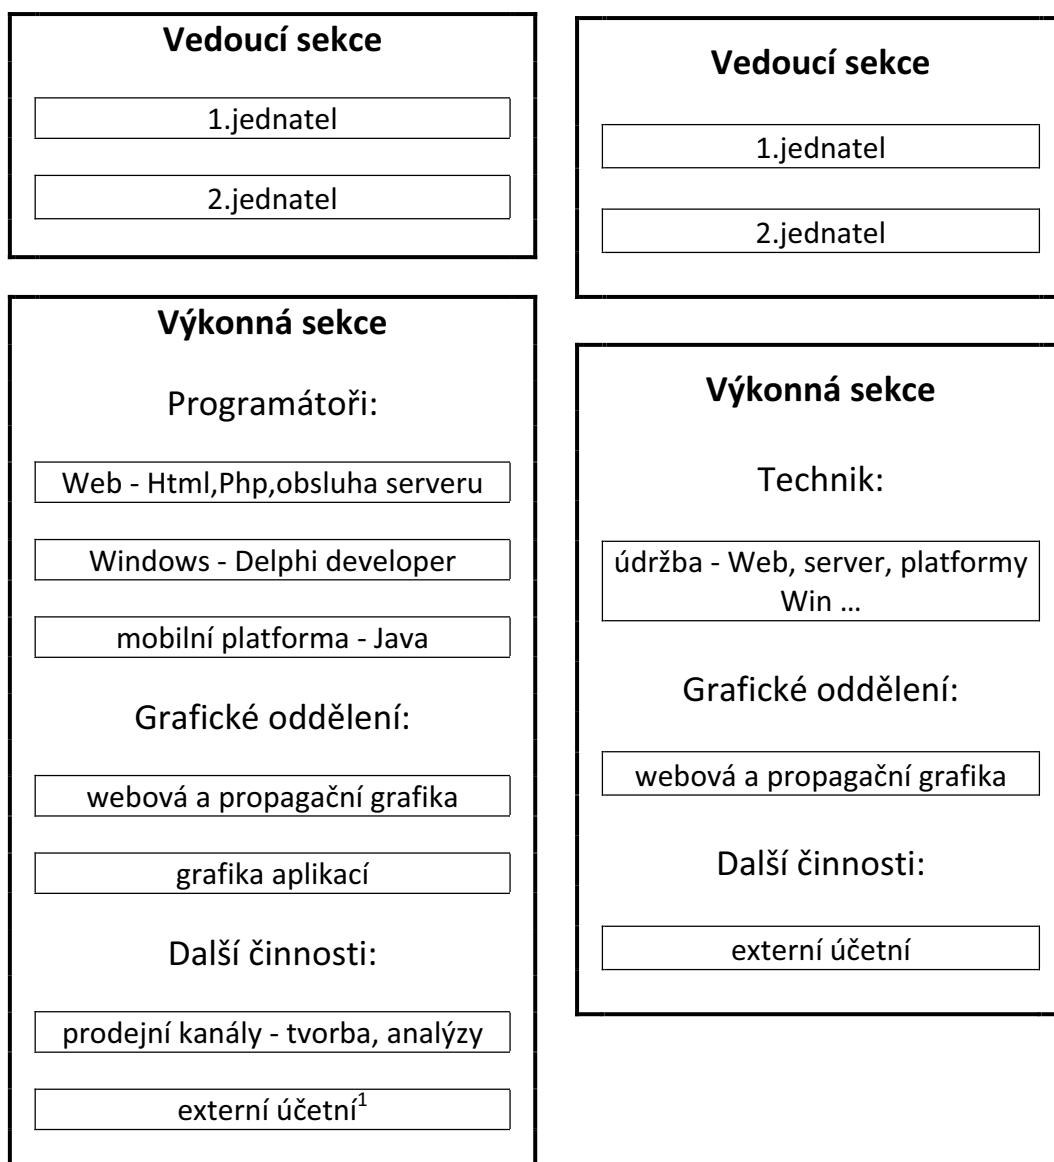 Vedoucí sekce
1.jednatel
2.jednatel
Výkonná sekce
Programátoři:
Web - Html,Php,obsluha serveru
Windows - Delphi developer
mobilní platforma - Java
Grafické oddělení:
webová a propagační grafika
grafika aplikací
Další činnosti:
prodejní kanály - tvorba, analýzy
externí účetní¹
Vedoucí sekce
1.jednatel
2.jednatel
Výkonná sekce
Technik:
údržba - Web, server, platformy
Win ...
Grafické oddělení:
webová a propagační grafika
Další činnosti:
externí účetní